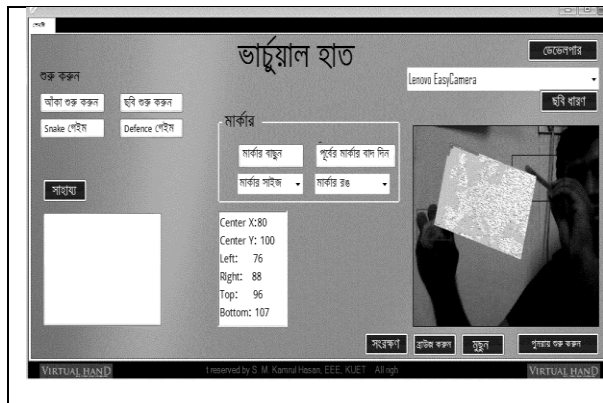 ভার্চুয়াল হাত
ডেভেলপার
শুরু করুন
Lenovo EasyCamera
আঁকা শুরু করুন
ছবি শুরু করুন
ছবি ধারণ
Snake গেইম
Defence গেইম
মার্কার
মার্কার বাছুন
পূর্বের মার্কার বাদ দিন
মার্কার সাইজ
মার্কার রঙ
সাহায্য
Center X:80
Center Y: 100
Left: 76
Right: 88
Top: 96
Bottom: 107
সংরক্ষণ
ব্রাউজ করুন
মুছুন
পুনরায় শুরু করুন
VIRTUAL HAND
t reserved by S. M. Kamrul Hasan, EEE, KUET All righ
VIRTUAL HAND